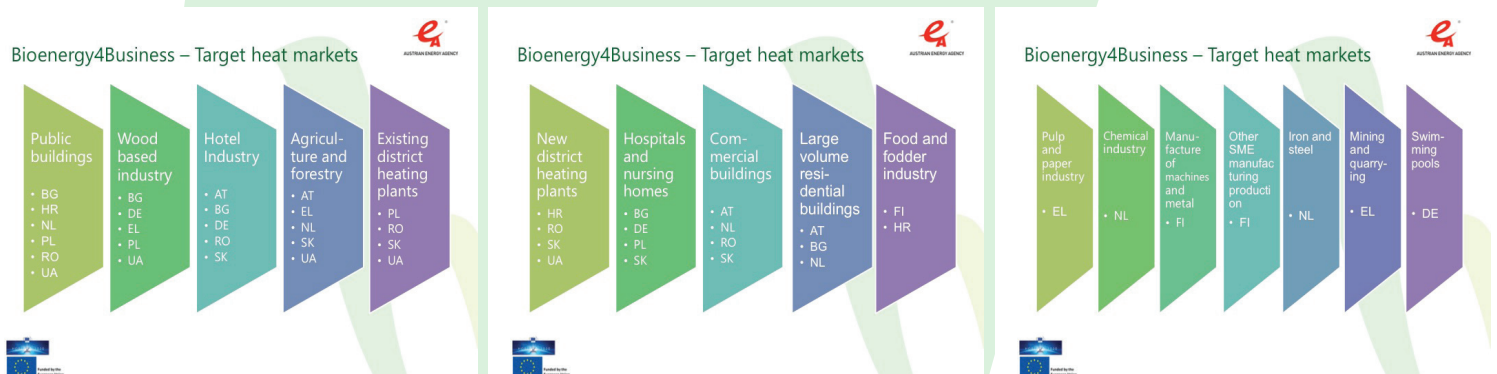 Bioenergy4Business – Target heat markets
AUSTRIAN ENERGY AGENCY
Public
buildings
• BG
• HR
• NL
• PL
• RO
• UA
Wood
based
industry
• BG
• DE
• EL
• PL
• UA
Hotel
Industry
• AT
• BG
• DE
• RO
• SK
Agricul-
ture and
forestry
• AT
• EL
• NL
• SK
• UA
Existing
district
heating
plants
• PL
• RO
• SK
• UA
Bioenergy4Business – Target heat markets
AUSTRIAN ENERGY AGENCY
New
district
heating
plants
• HR
• RO
• SK
• UA
Hospitals
and
nursing
homes
• BG
• DE
• PL
• SK
Com-
mercial
buildings
• AT
• NL
• RO
• SK
Large
volume
resi-
dential
buildings
• AT
• BG
• NL
Food and
fodder
industry
• FI
• HR
Bioenergy4Business – Target heat markets
AUSTRIAN ENERGY AGENCY
Pulp
and
paper
industry
• EL
Chemical
industry
• NL
Manu-
facture
of
machines
and
metal
• FI
Other
SME
manufac
turing
producti
on
• FI
Iron and
steel
• NL
Mining
and
quarry-
ing
• EL
Swim-
ming
pools
• DE